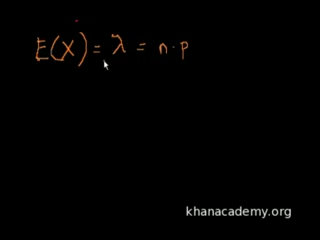 E(X) = λ = n·p
khanacademy.org